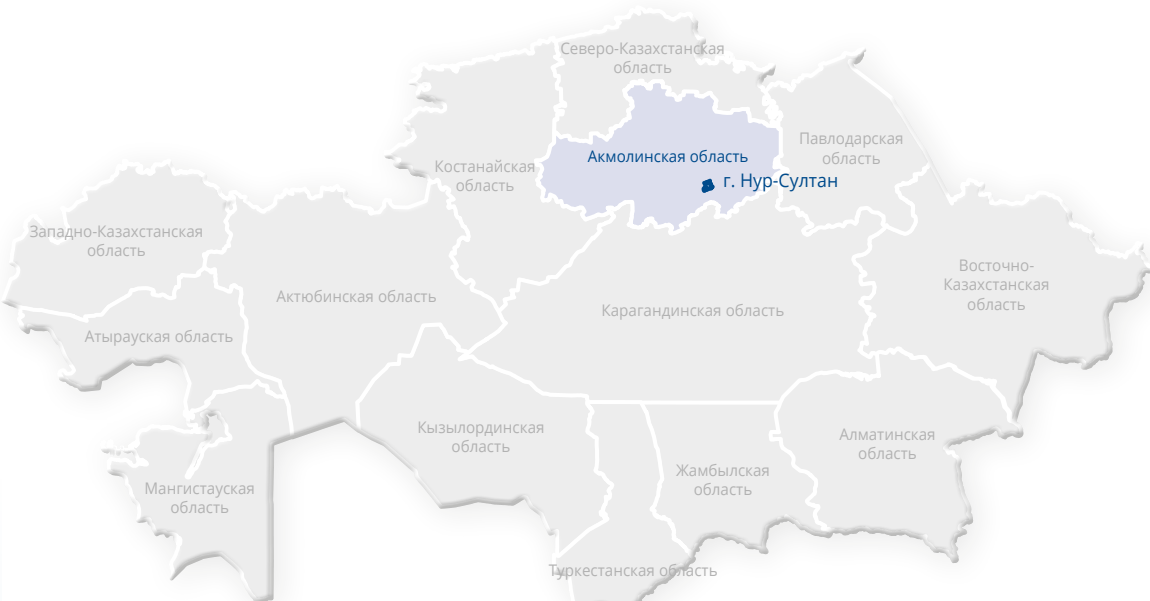 Северо-Казахстанская
область
Павлодарская
область
Акмолинская область
г. Нур-Султан
Костанайская
область
Западно-Казахстанская
область
Восточно-
Казахстанская
область
Актюбинская область
Карагандинская область
Атырауская область
Кызылординская
область
Алматинская
область
Жамбылская
область
Мангистауская
область
Туркестанская область